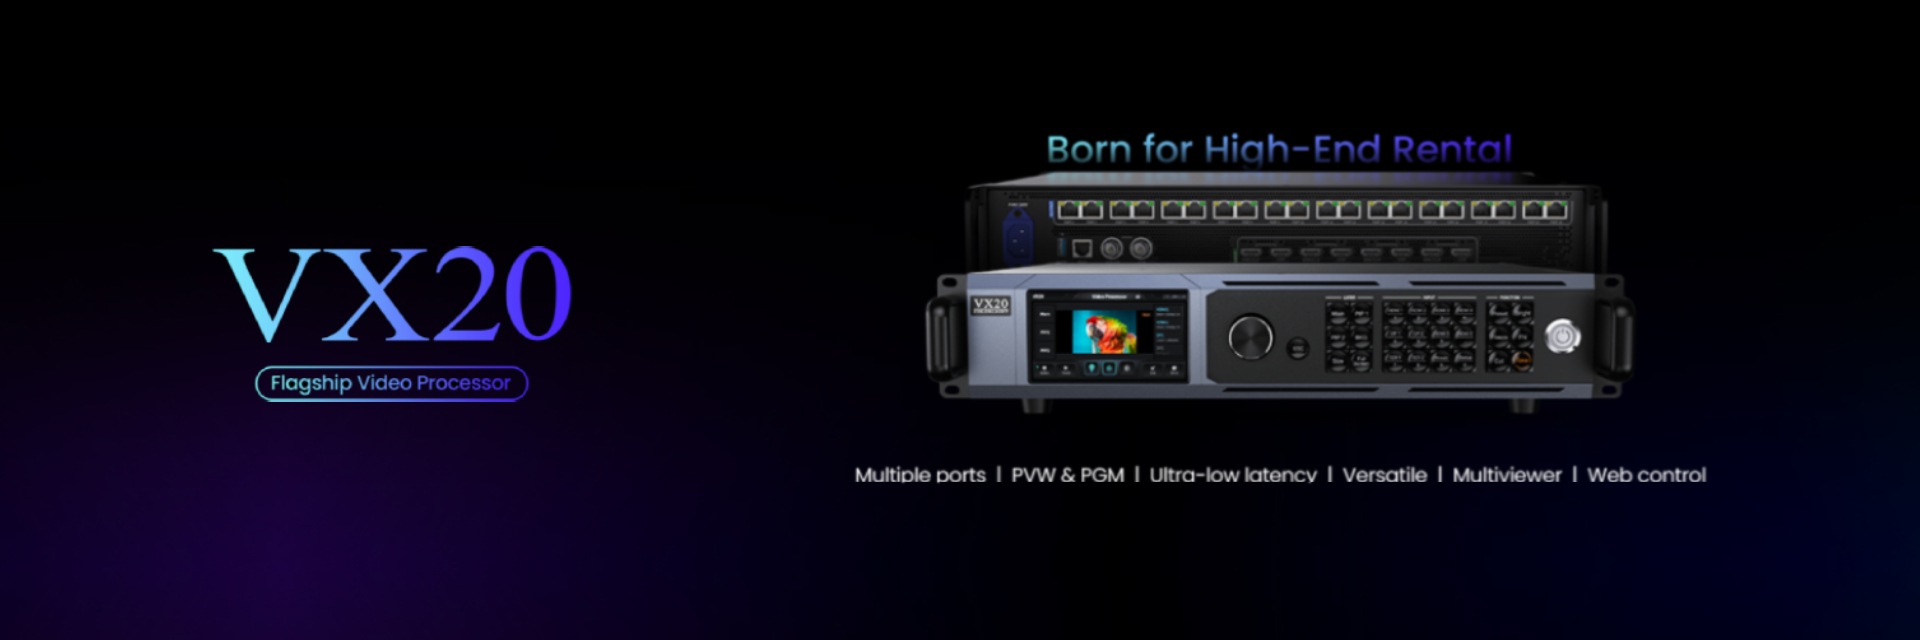 VX20
Flagship Video Processor
Born for High-End Rental
VX20
Multiple ports | PVW & PGM | Ultra-low latency | Versatile | Multiviewer | Web control